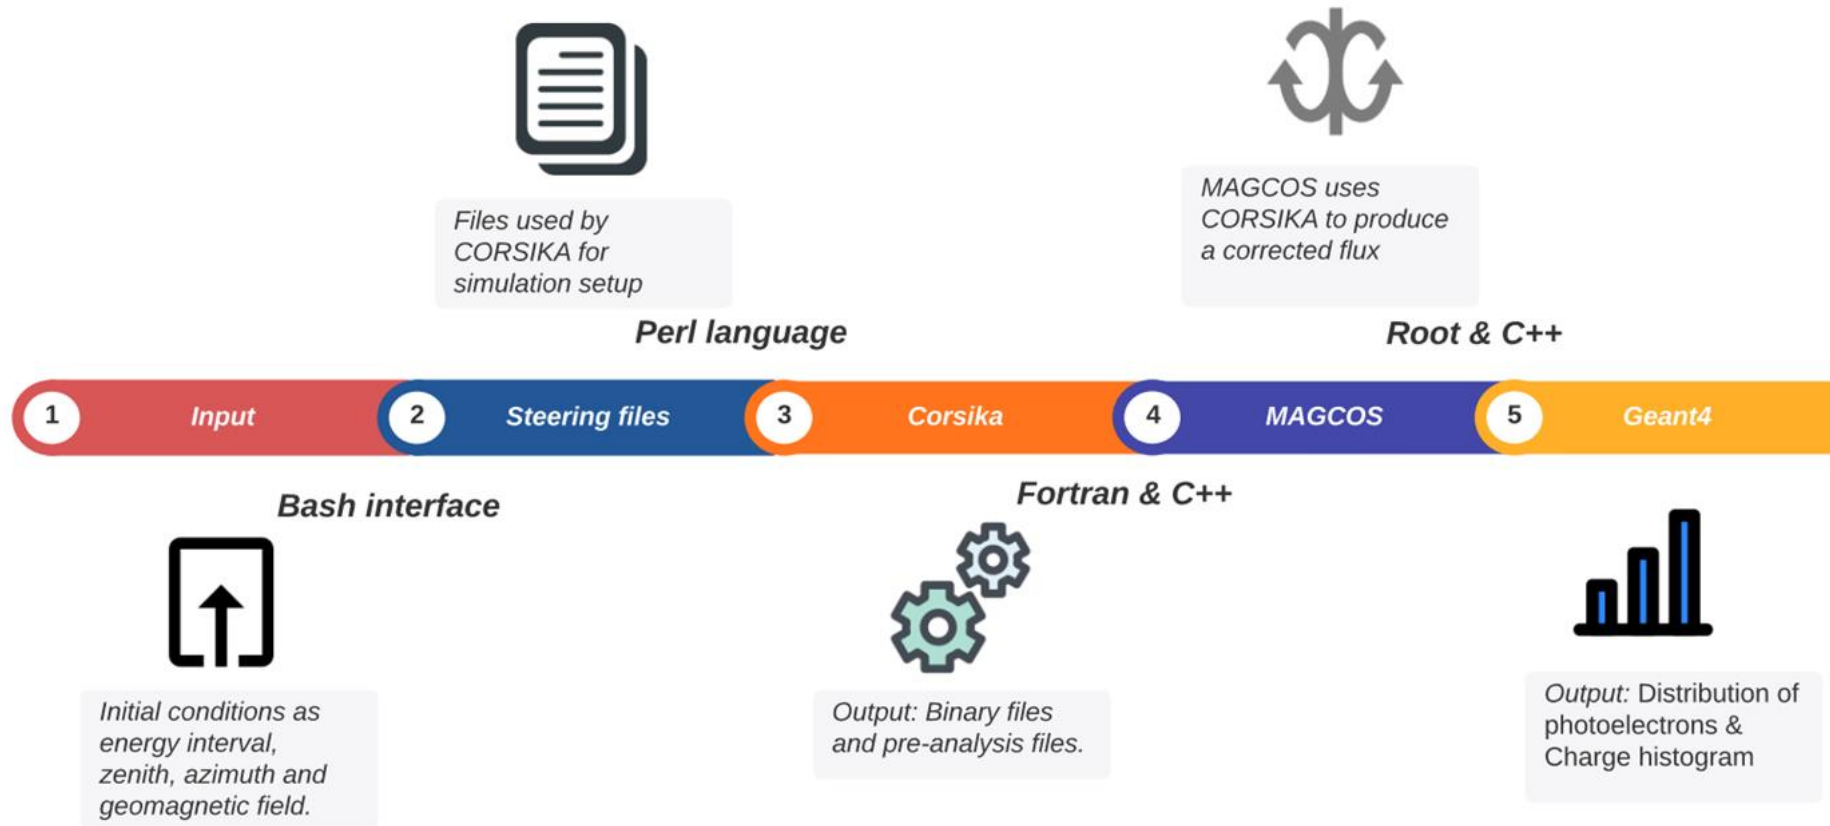 Files used by
CORSIKA for
simulation setup
MAGCOS uses
CORSIKA to produce
a corrected flux
Perl language
Root & C++
1
Input
2
Steering files
3
Corsika
4
MAGCOS
5
Geant4
Bash interface
Fortran & C++
Initial conditions as
energy interval,
zenith, azimuth and
geomagnetic field.
Output: Binary files
and pre-analysis files.
Output: Distribution of
photoelectrons &
Charge histogram